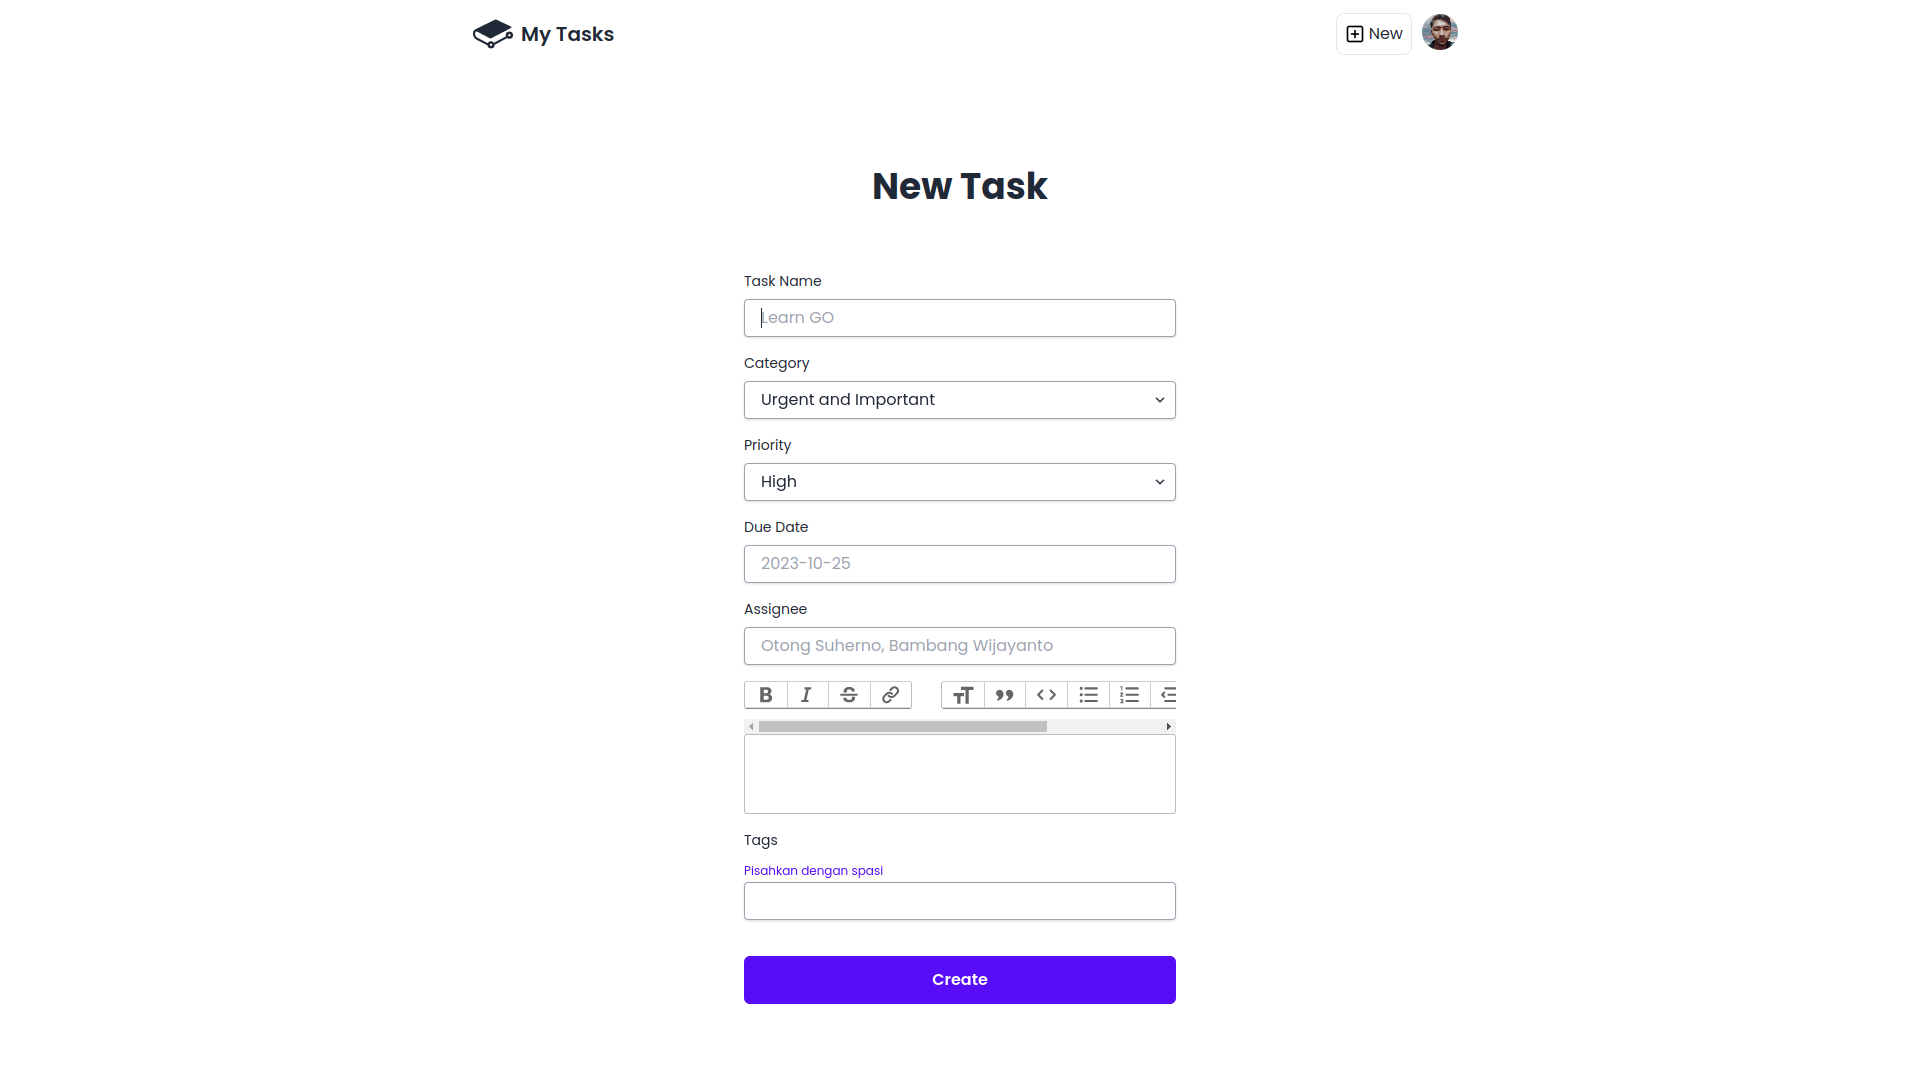 My Tasks
New
New Task
Task Name
Learn GO
Category
Urgent and Important
Priority
High
Due Date
2023-10-25
Assignee
Otong Suherno, Bambang Wijayanto
Tags
Pisahkan dengan spasi
Create